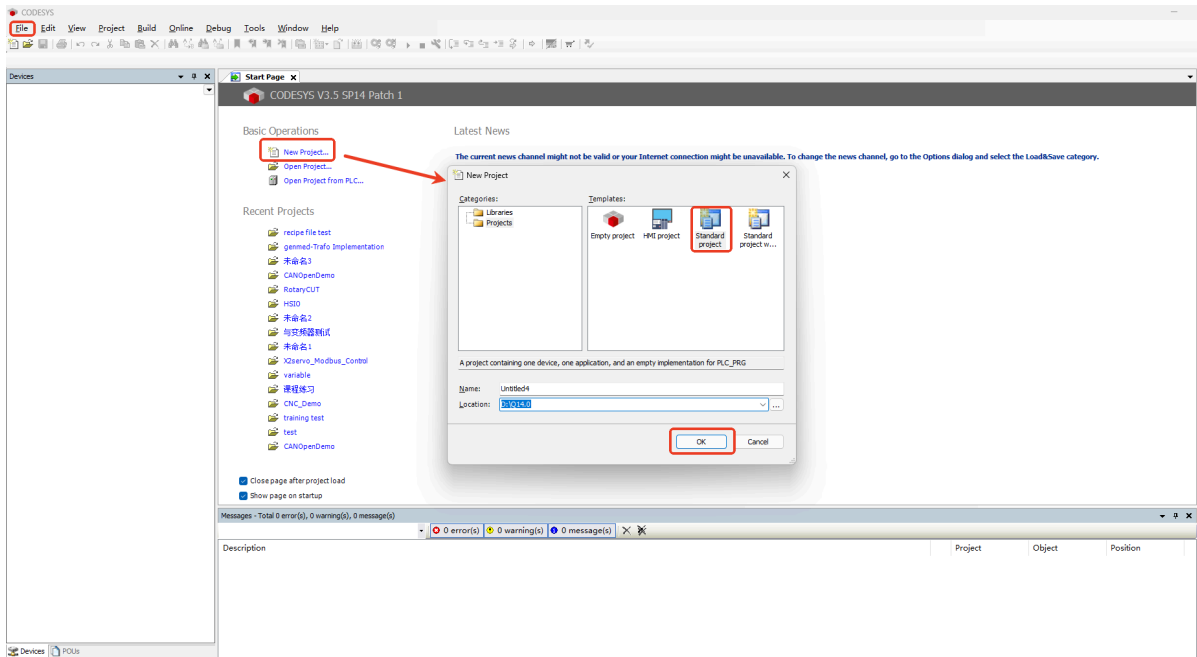 CODESYS
File Edit View Project Build Online Debug Tools Window Help
Devices
Start Page
CODESYS V3.5 SP14 Patch 1
Basic Operations
New Project...
Open Project...
Open Project from PLC...
Recent Projects
recipe file test
genmed-Trafo Implementation
未命名3
CANOpenDemo
RotaryCUT
HSIO
未命名2
与变频器测试
未命名1
X2servo_Modbus_Control
variable
课程练习
CNC_Demo
training test
test
CANOpenDemo
Close page after project load
Show page on startup
Latest News
The current news channel might not be valid or your Internet connection might be unavailable. To change the news channel, go to the Options dialog and select the Load&Save category.
New Project
Categories:
Libraries
Projects
Templates:
Empty project
HMI project
Standard
project
Standard
project w...
A project containing one device, one application, and an empty implementation for PLC_PRG
Name: Untitled4
Location: D:\Q14.0
...
OK Cancel
Messages - Total 0 error(s), 0 warning(s), 0 message(s)
0 error(s) 0 warning(s) 0 message(s)
Description Project Object Position
Devices POUs